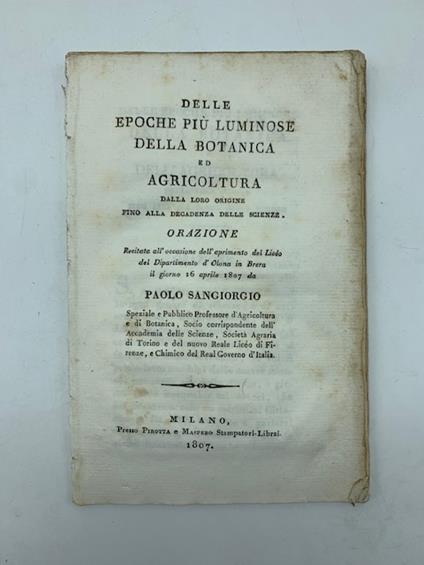 DELLE
EPOCHE PIÙ LUMINOSE
DELLA BOTANICA
ED
AGRICOLTURA
DALLA LORO ORIGINE
FINO ALLA DECADENZA DELLE SCIENZE.
ORAZIONE
Recitata all'occasione dell'aprimento del Licéo
del Dipartimento d'Olona in Brera
il giorno 16 aprile 1807 da
PAOLO SANGIORGIO
Speziale e Pubblico Professore d'Agricoltura
e di Botanica, Socio corrispondente dell'
Accademia delle Scienze, Società Agraria
di Torino e del nuovo Reale Licéo di Fi-
renze, e Chimico del Real Governo d'Italia.
MILANO,
Presso PIROTTA e MASPERO Stampatori-Librai.
1807.